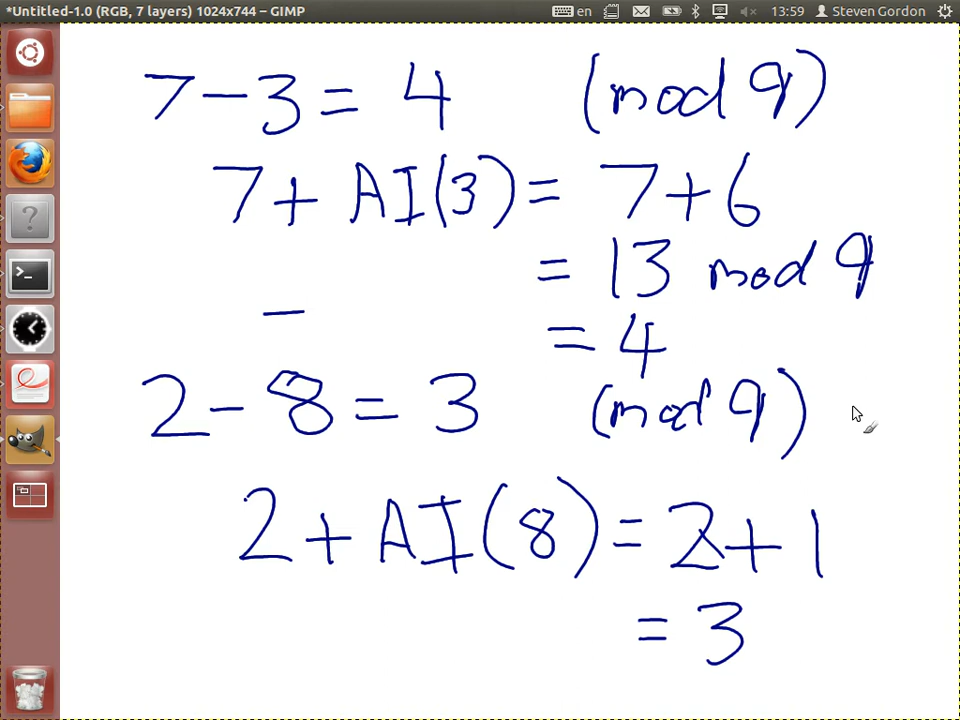 *Untitled-1.0 (RGB, 7 layers) 1024x744 – GIMP en 13:59 Steven Gordon
7-3=4 (mod 9)
7+ AI(3)= 7+6
= 13 mod 9
-
= 4
2-8=3 (mod 9)
2 + AI(8)= 2+1
= 3